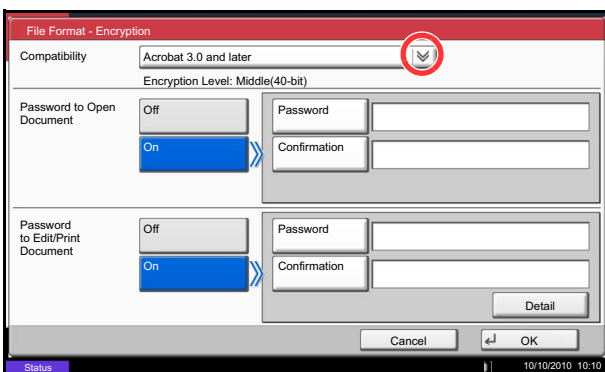 File Format - Encryption
Compatibility
Acrobat 3.0 and later
Encryption Level: Middle(40-bit)
Password to Open
Document
Off
On
Password
Confirmation
Password
to Edit/Print
Document
Off
On
Password
Confirmation
Detail
Cancel
OK
Status
10/10/2010 10:10